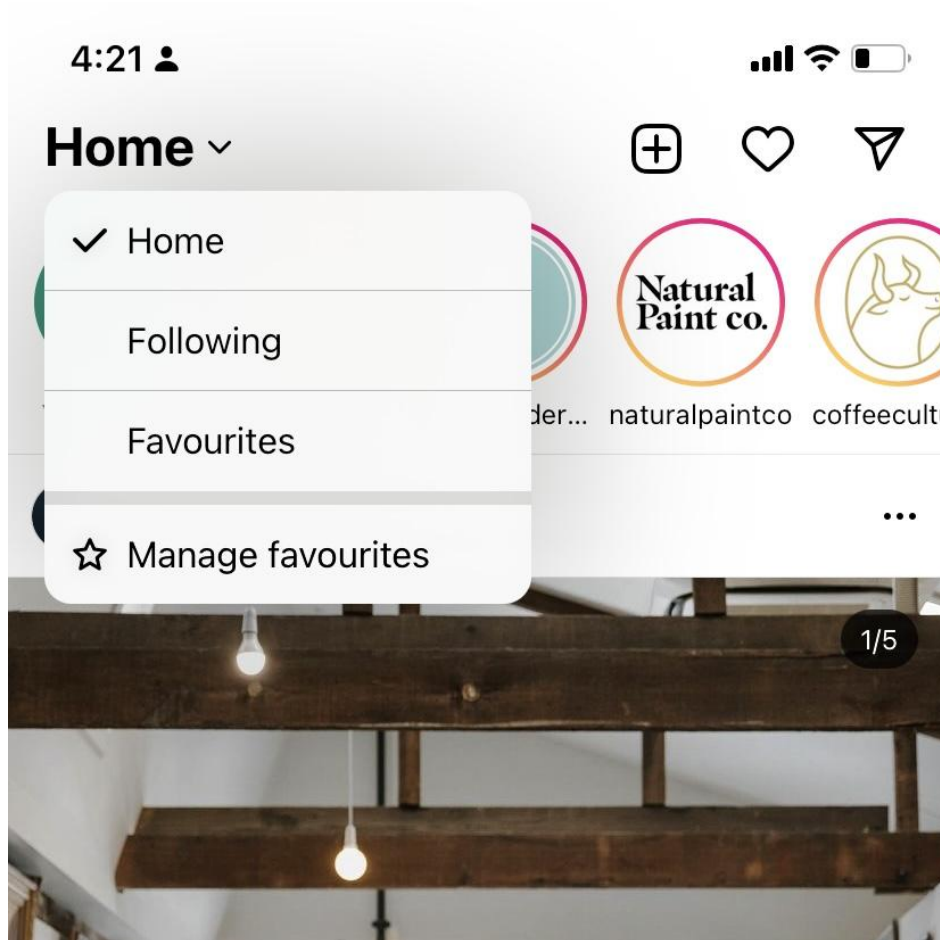 4:21
Home
Home
Following
Favourites
Manage favourites
Natural
Paint co.
der...
naturalpaintco
coffeecult
1/5